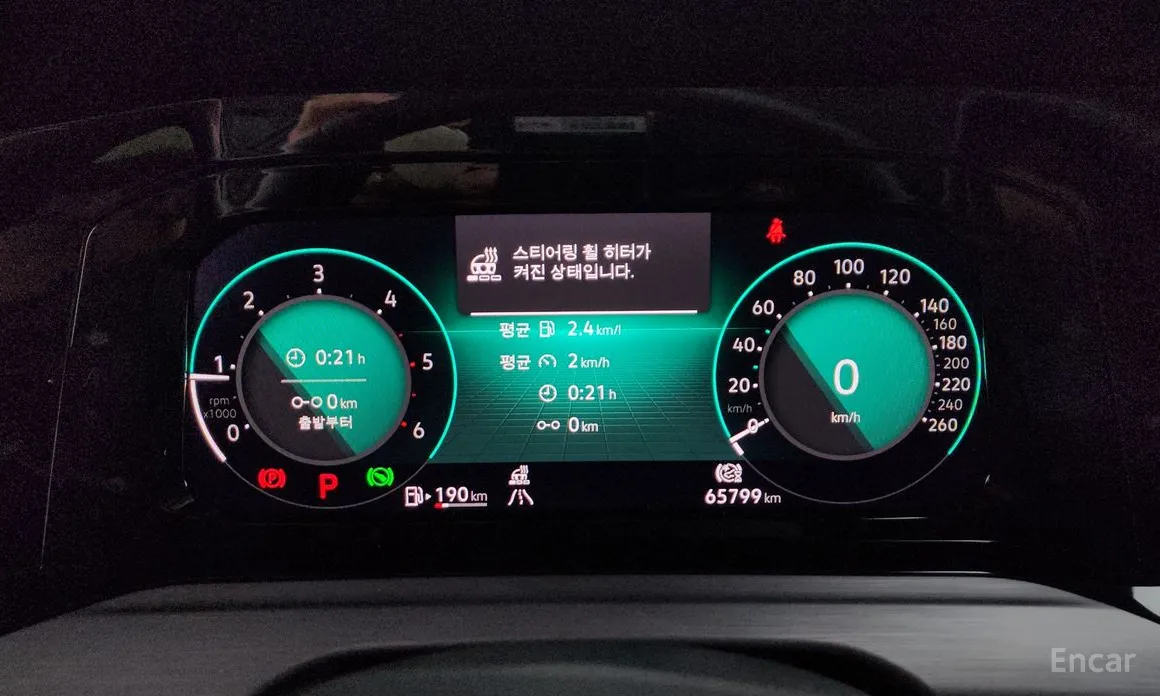 스티어링 휠 히터가
켜진 상태입니다.
평균 2.4 km/l
평균 2 km/h
0:21 h
0 km
0 1 2 3 4 5 6
rpm
x1000
0:21 h
0 km
출발부터
P
P
190 km
0 20 40 60 80 100 120 140 160 180 200 220 240 260
km/h
0
km/h
65799 km
Encar